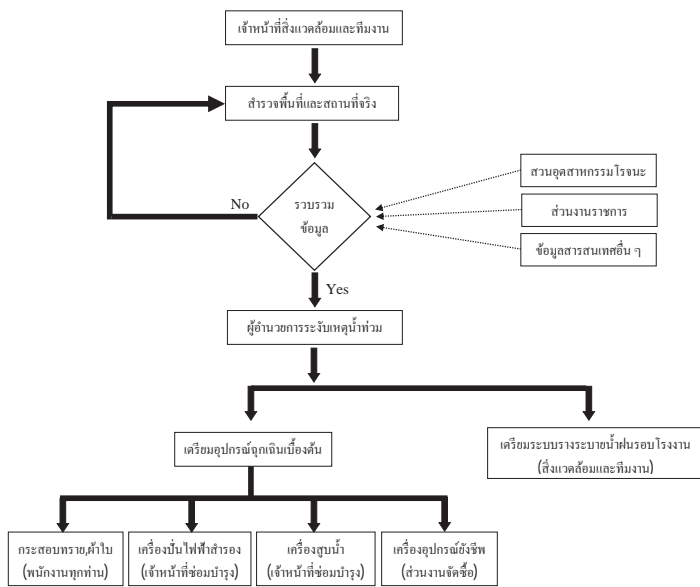 เจ้าหน้าที่สิ่งแวดล้อมและทีมงาน
สำรวจพื้นที่และสถานที่จริง
No
รวบรวม
ข้อมูล
สวนอุตสาหกรรมโรจนะ
ส่วนงานราชการ
ข้อมูลสารสนเทศอื่น ๆ
Yes
ผู้อำนวยการระงับเหตุน้ำท่วม
เตรียมอุปกรณ์ฉุกเฉินเบื้องต้น
เตรียมระบบรางระบายน้ำฝนรอบโรงงาน
(สิ่งแวดล้อมและทีมงาน)
กระสอบทราย,ผ้าใบ
(พนักงานทุกท่าน)
เครื่องปั่นไฟฟ้าสำรอง
(เจ้าหน้าที่ซ่อมบำรุง)
เครื่องสูบน้ำ
(เจ้าหน้าที่ซ่อมบำรุง)
เครื่องอุปกรณ์ยังชีพ
(ส่วนงานจัดซื้อ)